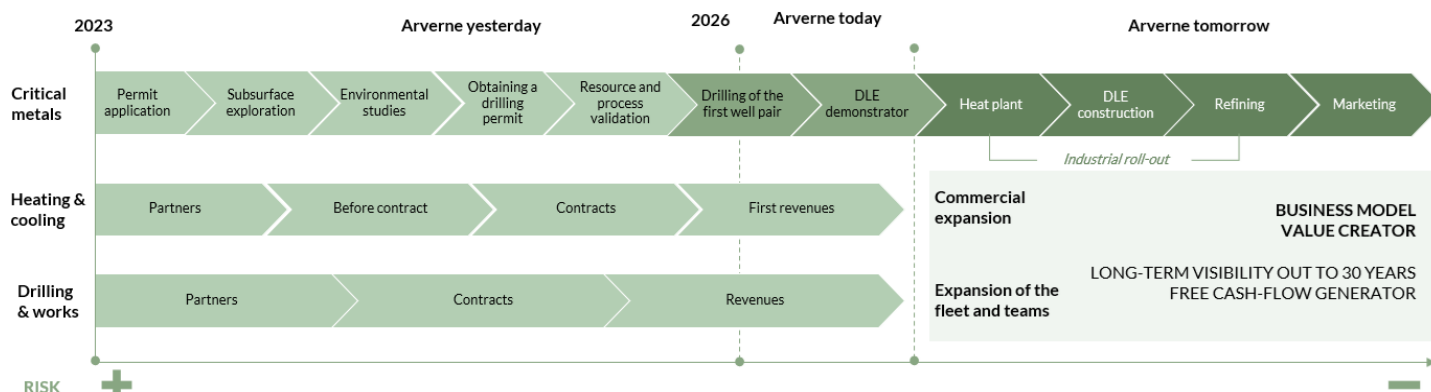 2023
Arverne yesterday
2026
Arverne today
Arverne tomorrow
Critical
metals
Permit
application
Subsurface
exploration
Environmental
studies
Obtaining a
drilling
permit
Resource and
process
validation
Drilling of the
first well pair
DLE
demonstrator
Heat plant
DLE
construction
Refining
Marketing
Industrial roll-out
Heating &
cooling
Partners
Before contract
Contracts
First revenues
Commercial
expansion
BUSINESS MODEL
VALUE CREATOR
Drilling
& works
Partners
Contracts
Revenues
Expansion of the
fleet and teams
LONG-TERM VISIBILITY OUT TO 30 YEARS
FREE CASH-FLOW GENERATOR
RISK
+
−